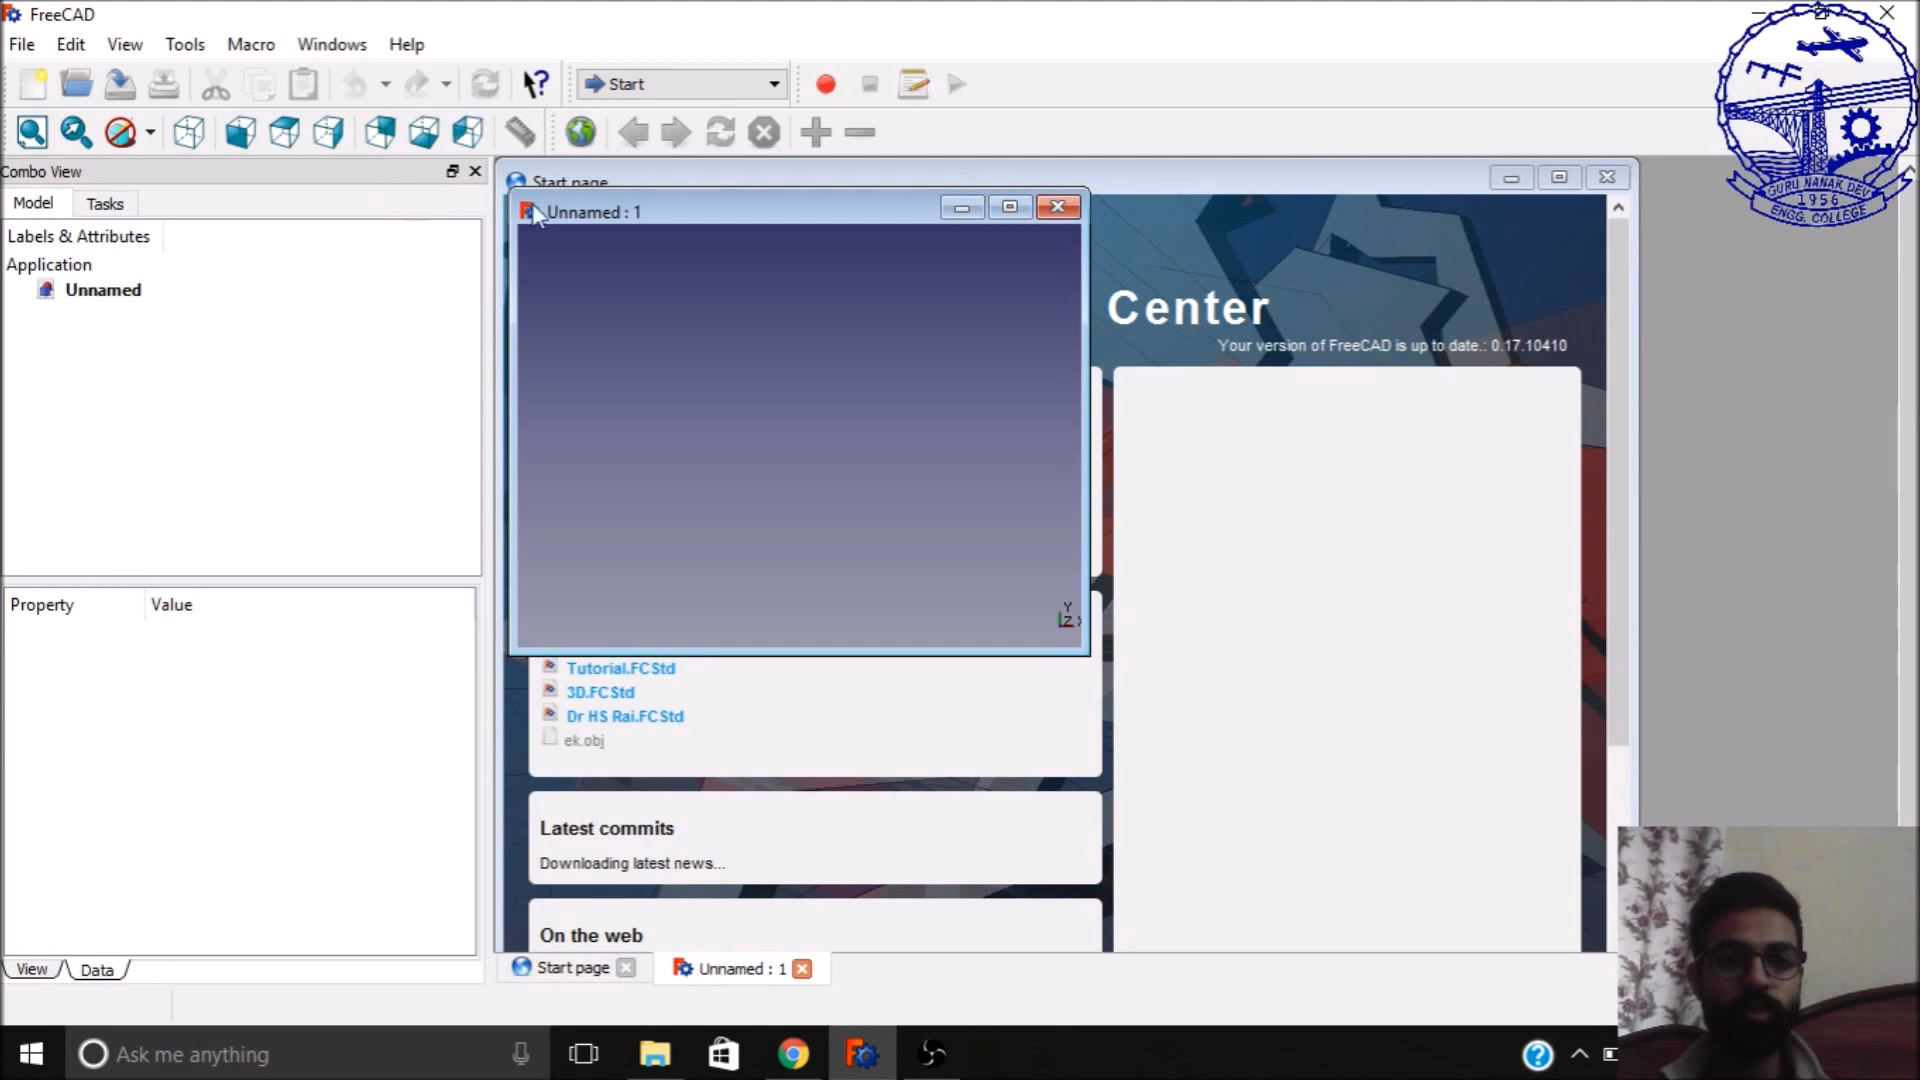 FreeCAD
File Edit View Tools Macro Windows Help
Start
Combo View
Model Tasks
Labels & Attributes
Application
Unnamed
Property Value
View Data
Start page
Unnamed : 1
Y
Z
Center
Your version of FreeCAD is up to date.: 0.17.10410
Tutorial.FCStd
3D.FCStd
Dr HS Rai.FCStd
ek.obj
Latest commits
Downloading latest news...
On the web
Start page Unnamed : 1
Ask me anything
GURU NANAK DEV
1956
ENGG. COLLEGE